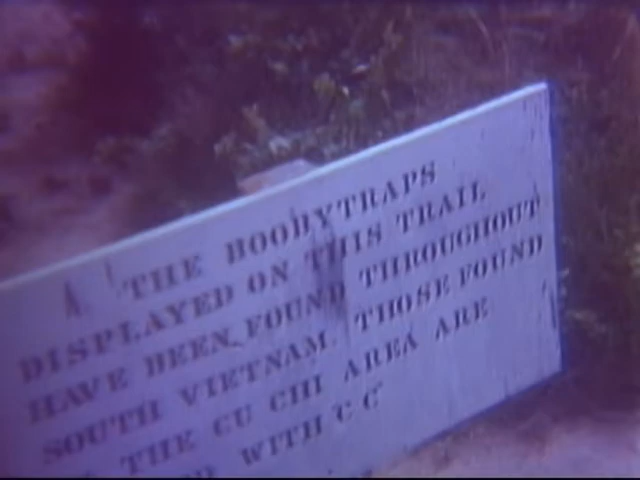 THE BOOBYTRAPS
DISPLAYED ON THIS TRAIL
HAVE BEEN FOUND THROUGHOUT
SOUTH VIETNAM. THOSE FOUND
THE CU CHI AREA ARE
WITH "C C"